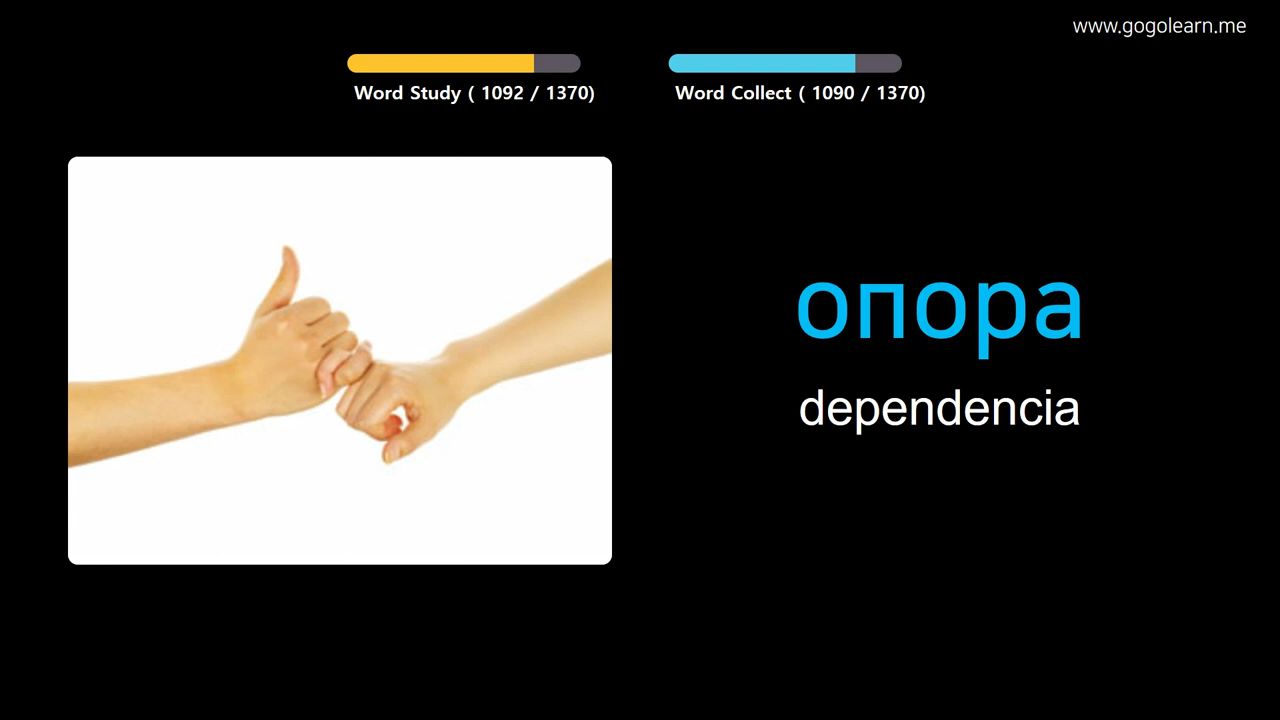 www.gogolearn.me
Word Study ( 1092 / 1370)
Word Collect ( 1090 / 1370)
опора
dependencia